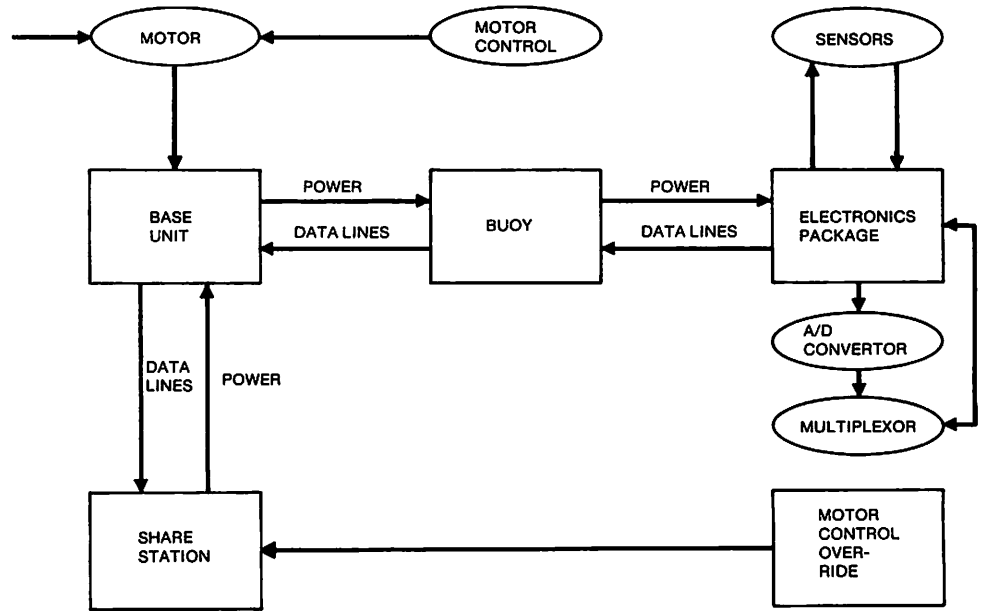 MOTOR
MOTOR
CONTROL
SENSORS
BASE
UNIT
POWER
DATA LINES
BUOY
POWER
DATA LINES
ELECTRONICS
PACKAGE
A/D
CONVERTOR
MULTIPLEXOR
DATA
LINES
POWER
SHARE
STATION
MOTOR
CONTROL
OVER-
RIDE